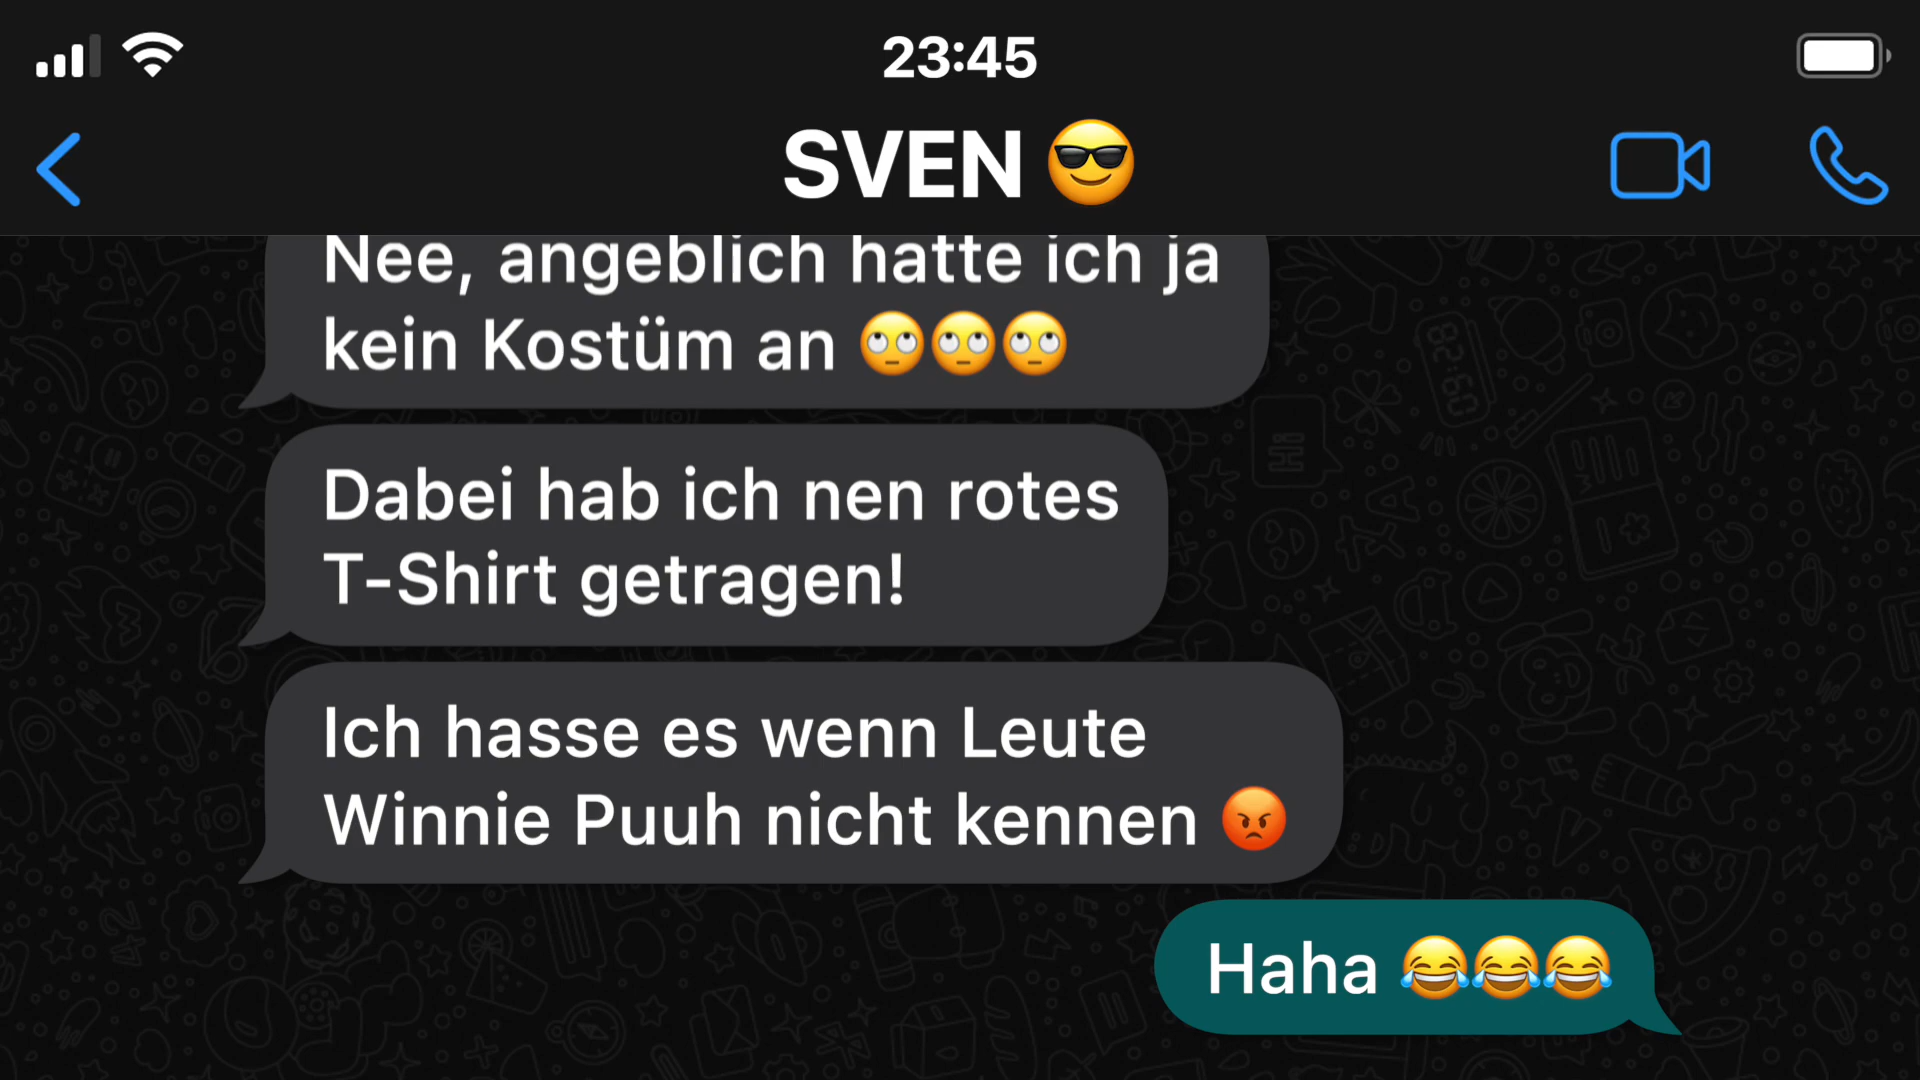 23:45
SVEN 😎
Nee, angeblich hatte ich ja
kein Kostüm an 🙄🙄🙄
Dabei hab ich nen rotes
T-Shirt getragen!
Ich hasse es wenn Leute
Winnie Puuh nicht kennen 😡
Haha 😂😂😂